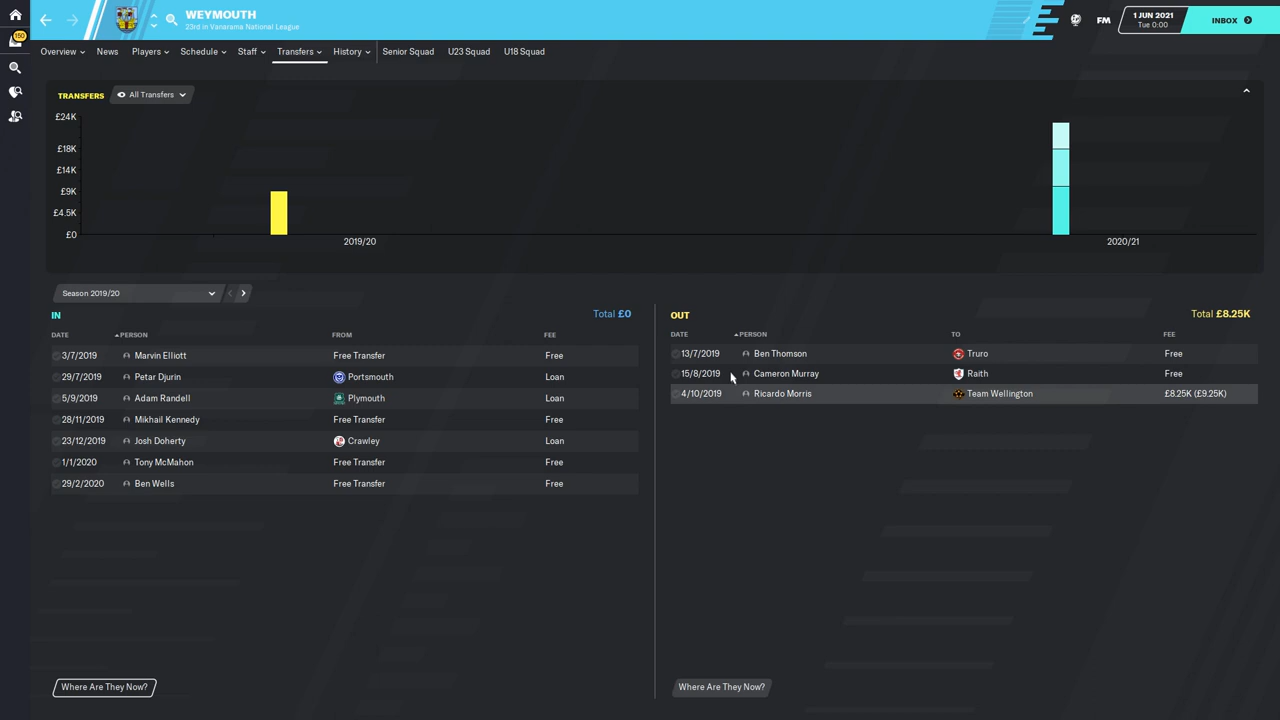 WEYMOUTH
23rd in Vanarama National League
FM
1 JUN 2021
Tue 0:00
INBOX
150
Overview News Players Schedule Staff Transfers History Senior Squad U23 Squad U18 Squad
TRANSFERS All Transfers
£24K
£18K
£14K
£9K
£4.5K
£0
2019/20 2020/21
Season 2019/20
IN Total £0
DATE PERSON FROM FEE
3/7/2019 Marvin Elliott Free Transfer Free
29/7/2019 Petar Djurin Portsmouth Loan
5/9/2019 Adam Randell Plymouth Loan
28/11/2019 Mikhail Kennedy Free Transfer Free
23/12/2019 Josh Doherty Crawley Loan
1/1/2020 Tony McMahon Free Transfer Free
29/2/2020 Ben Wells Free Transfer Free
Where Are They Now?
OUT Total £8.25K
DATE PERSON TO FEE
13/7/2019 Ben Thomson Truro Free
15/8/2019 Cameron Murray Raith Free
4/10/2019 Ricardo Morris Team Wellington £8.25K (£9.25K)
Where Are They Now?